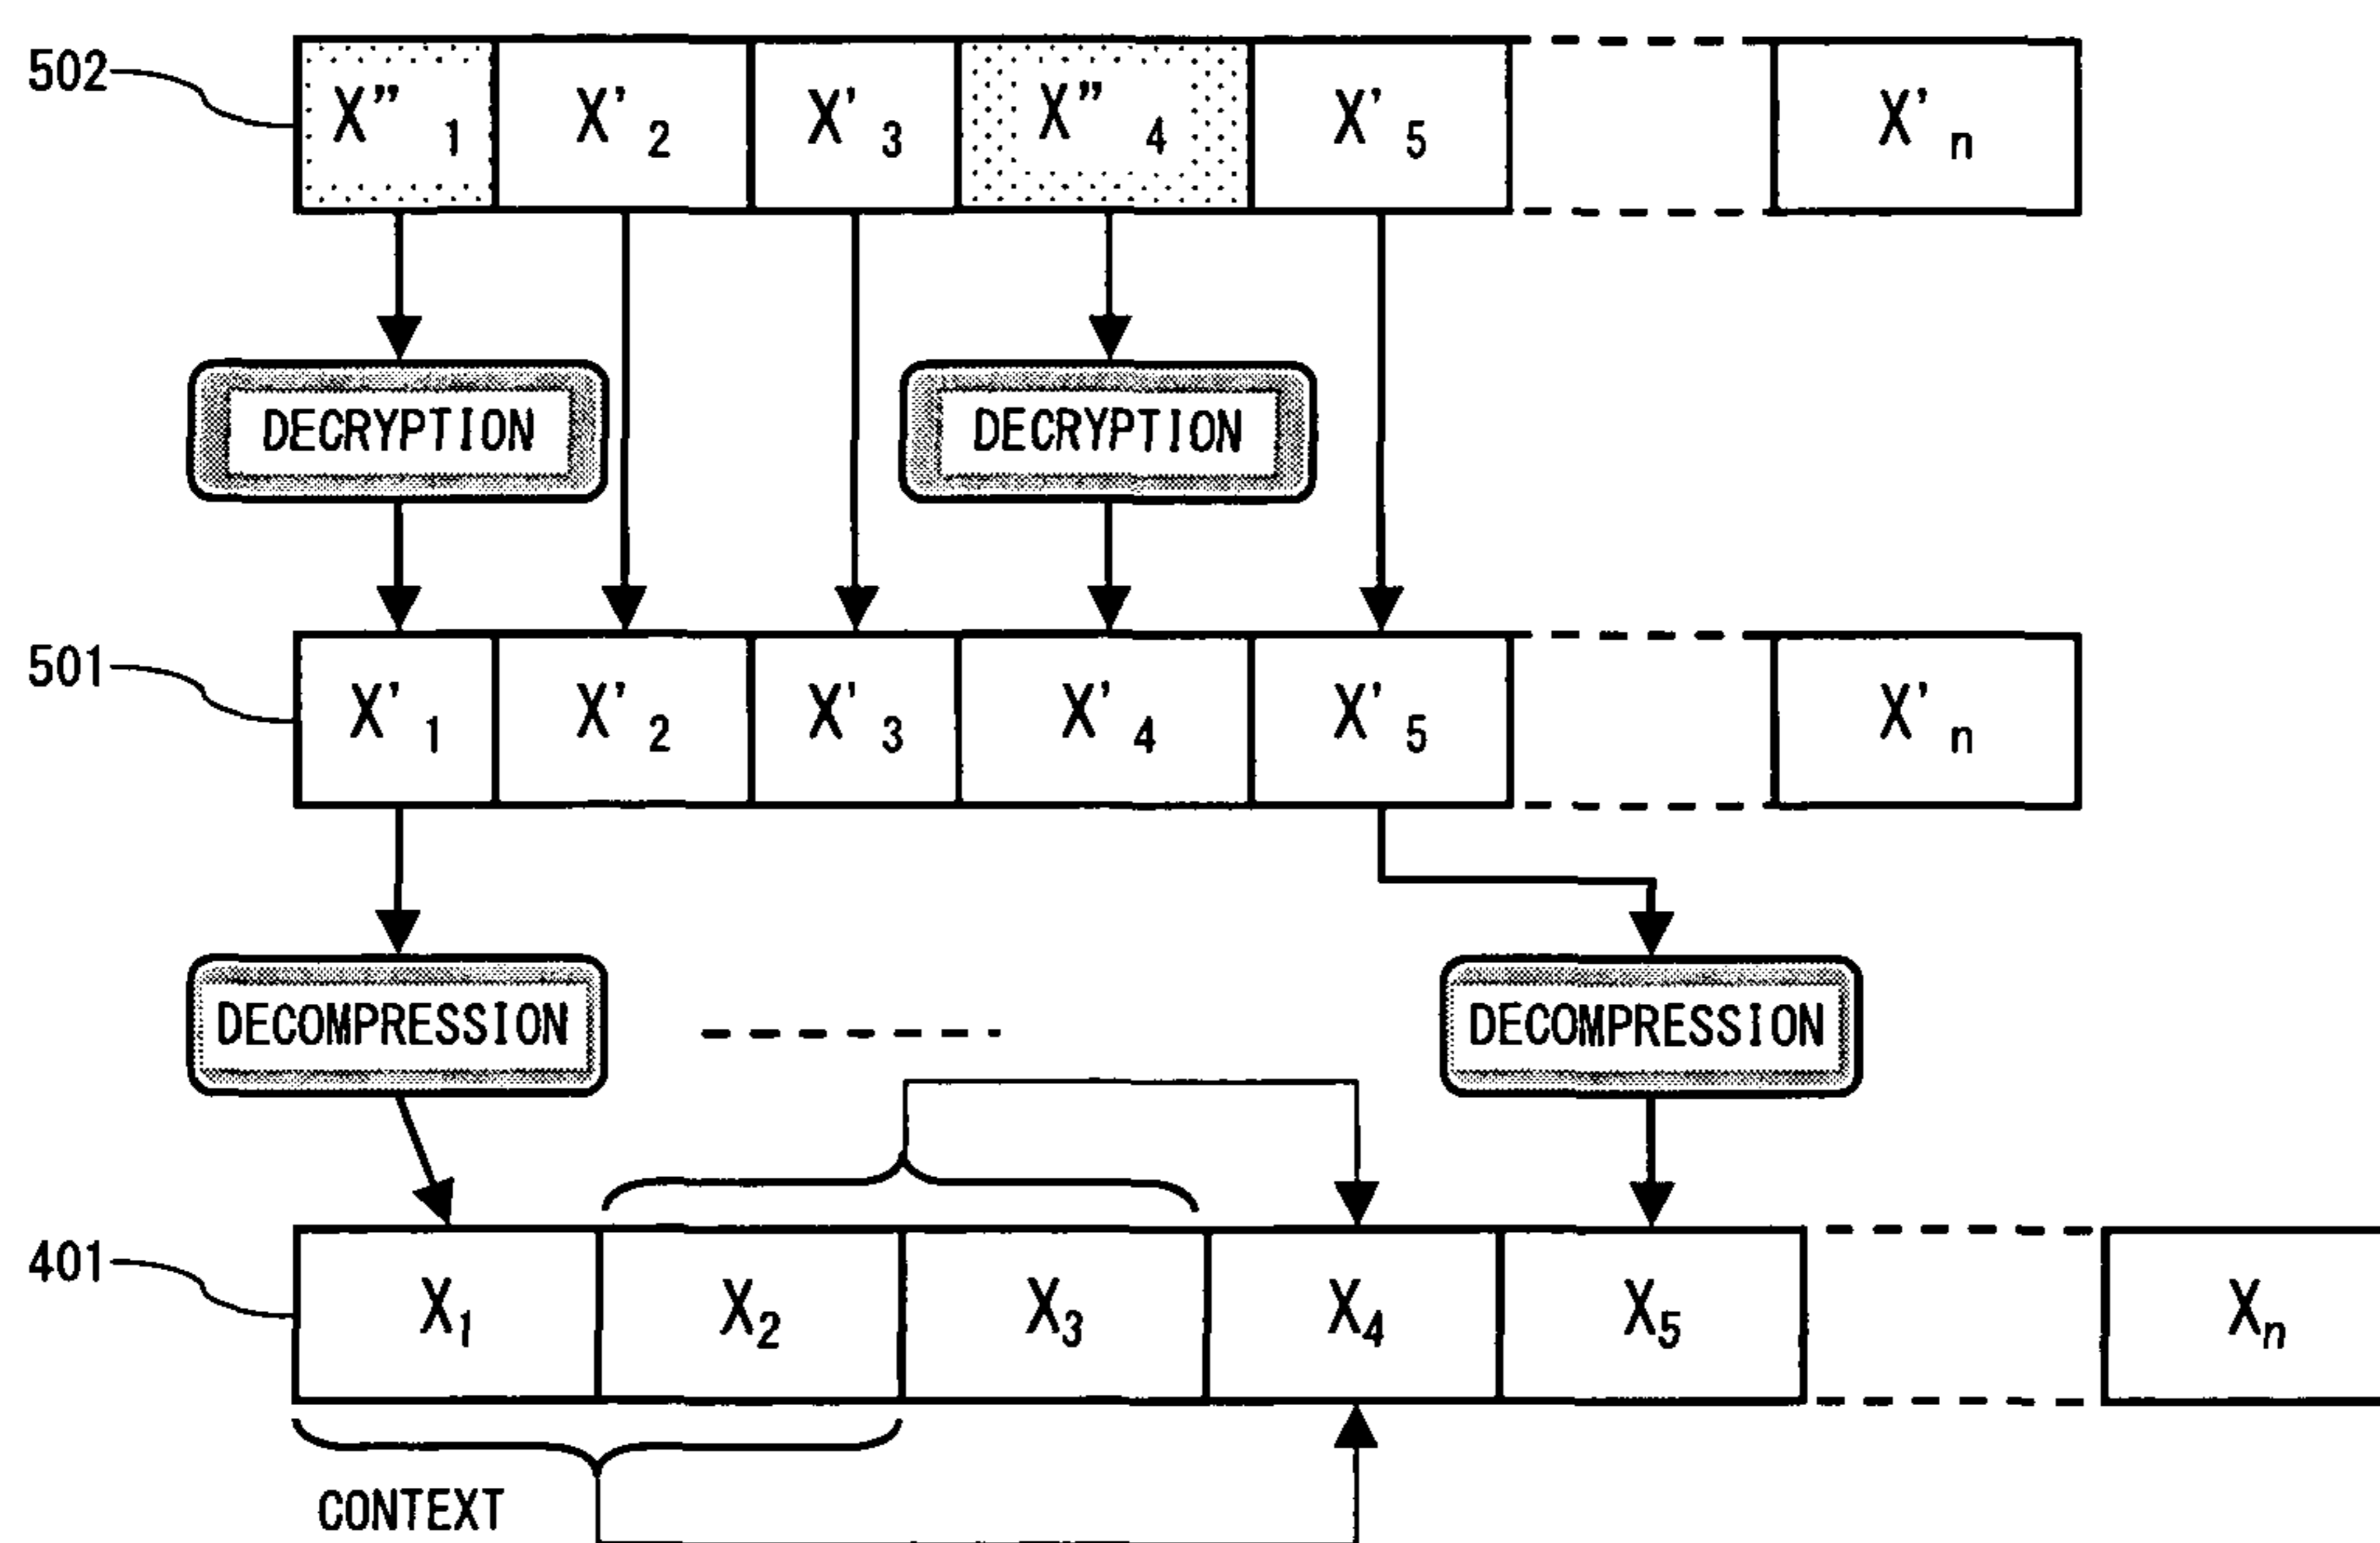 502 X”1 X’2 X’3 X”4 X’5 X’n
DECRYPTION DECRYPTION
501 X’1 X’2 X’3 X’4 X’5 X’n
DECOMPRESSION DECOMPRESSION
401 X1 X2 X3 X4 X5 Xn
CONTEXT